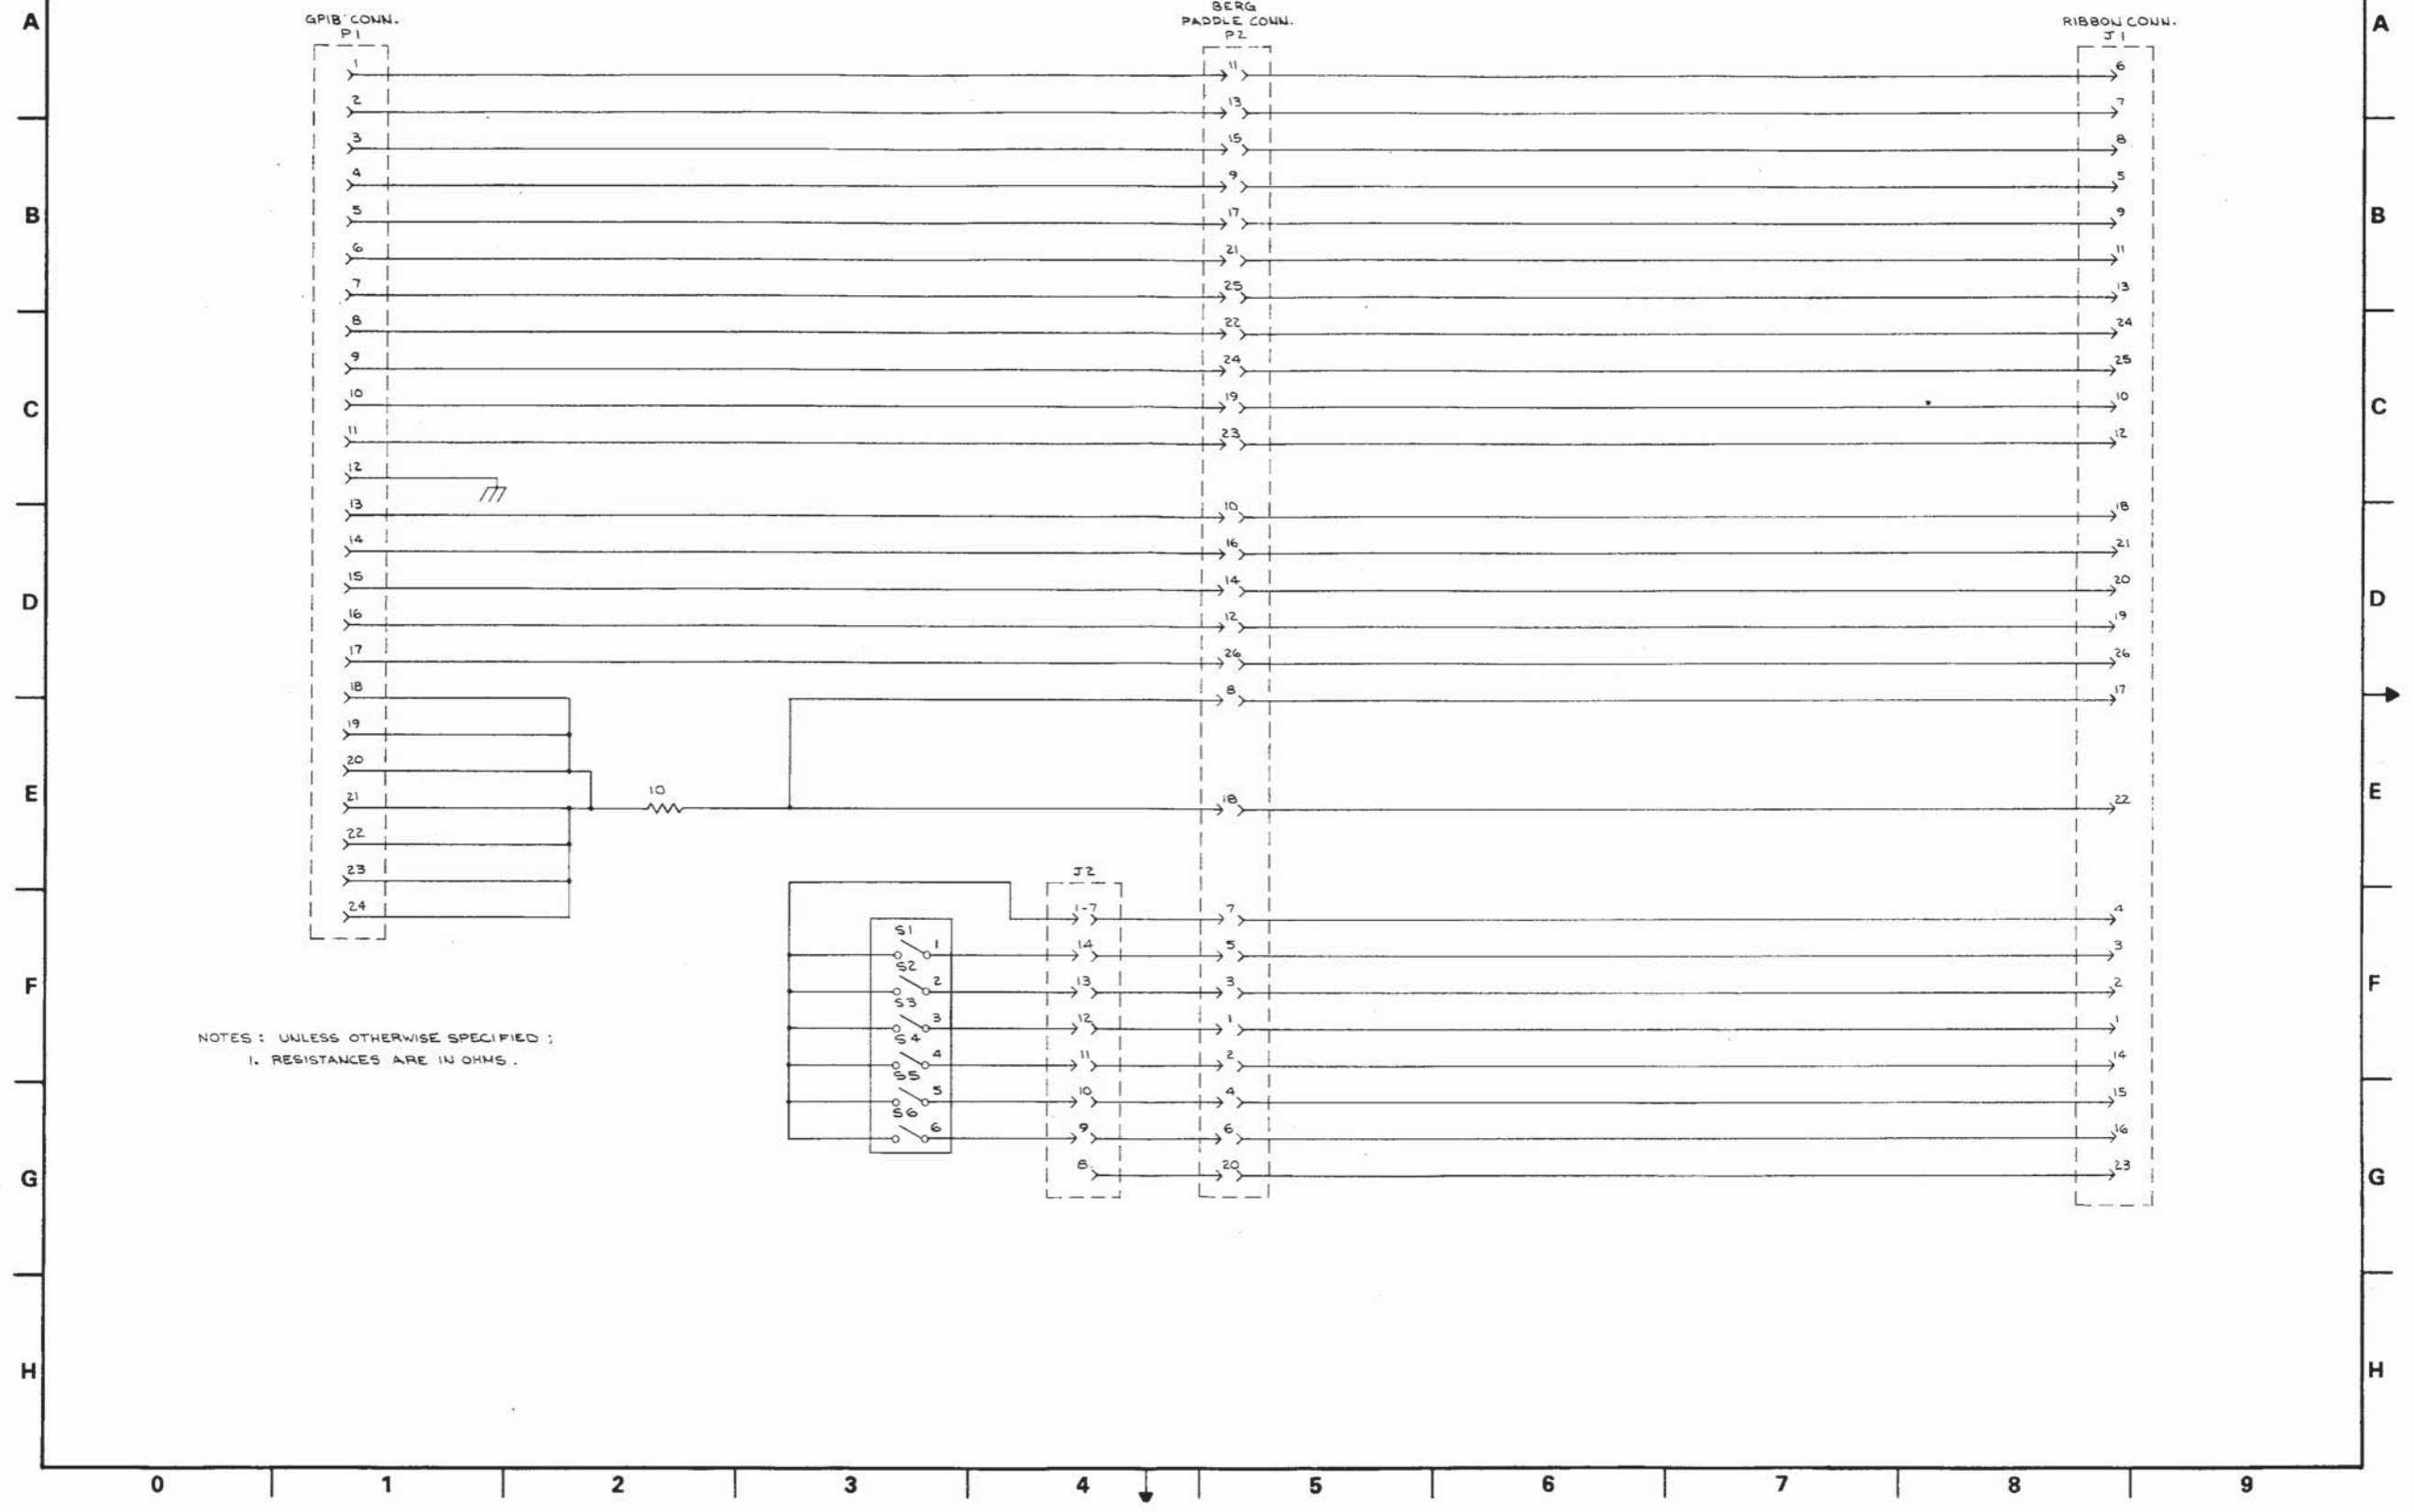 A
GPIB CONN.
P1
BERG
PADDLE CONN.
P2
RIBBON CONN.
J1
A
1 11 6
2 13 7
3 15 8
4 9 5
B
5 17 9
B
6 21 11
7 25 13
8 22 24
9 24 25
C
10 19 10
C
11 23 12
12
13 10 18
14 16 21
15 14 20
D
D
16 12 19
17 26 26
18 8 17
19
20
E
10
E
21 18 22
22
23
J2
24 1-7 7 4
S1 1 14 5 3
S2 2 13 3 2
F
F
S3 3 12 1 1
NOTES: UNLESS OTHERWISE SPECIFIED;
1. RESISTANCES ARE IN OHMS.
S4 4 11 2 14
S5 5 10 4 15
S6 6 9 6 16
8 20 23
G
G
H
H
0 1 2 3 4 5 6 7 8 9